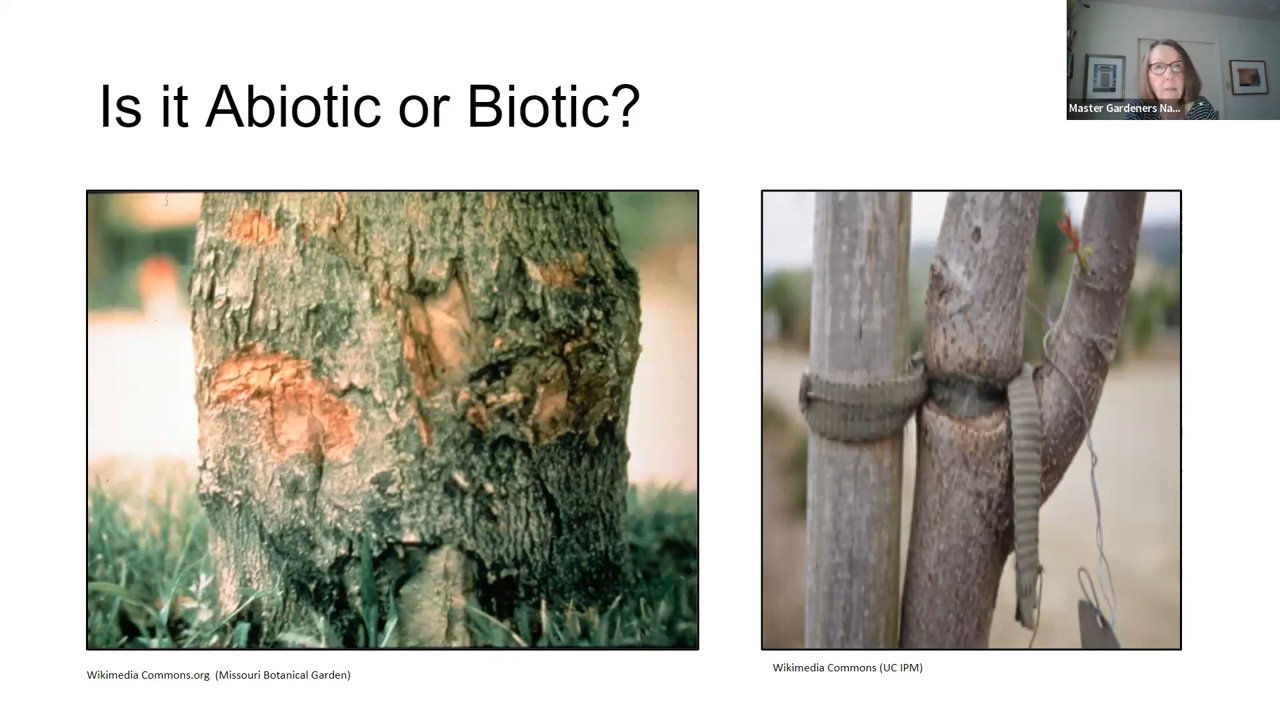 Is it Abiotic or Biotic?
Master Gardeners Na...
Wikimedia Commons.org (Missouri Botanical Garden)
Wikimedia Commons (UC IPM)